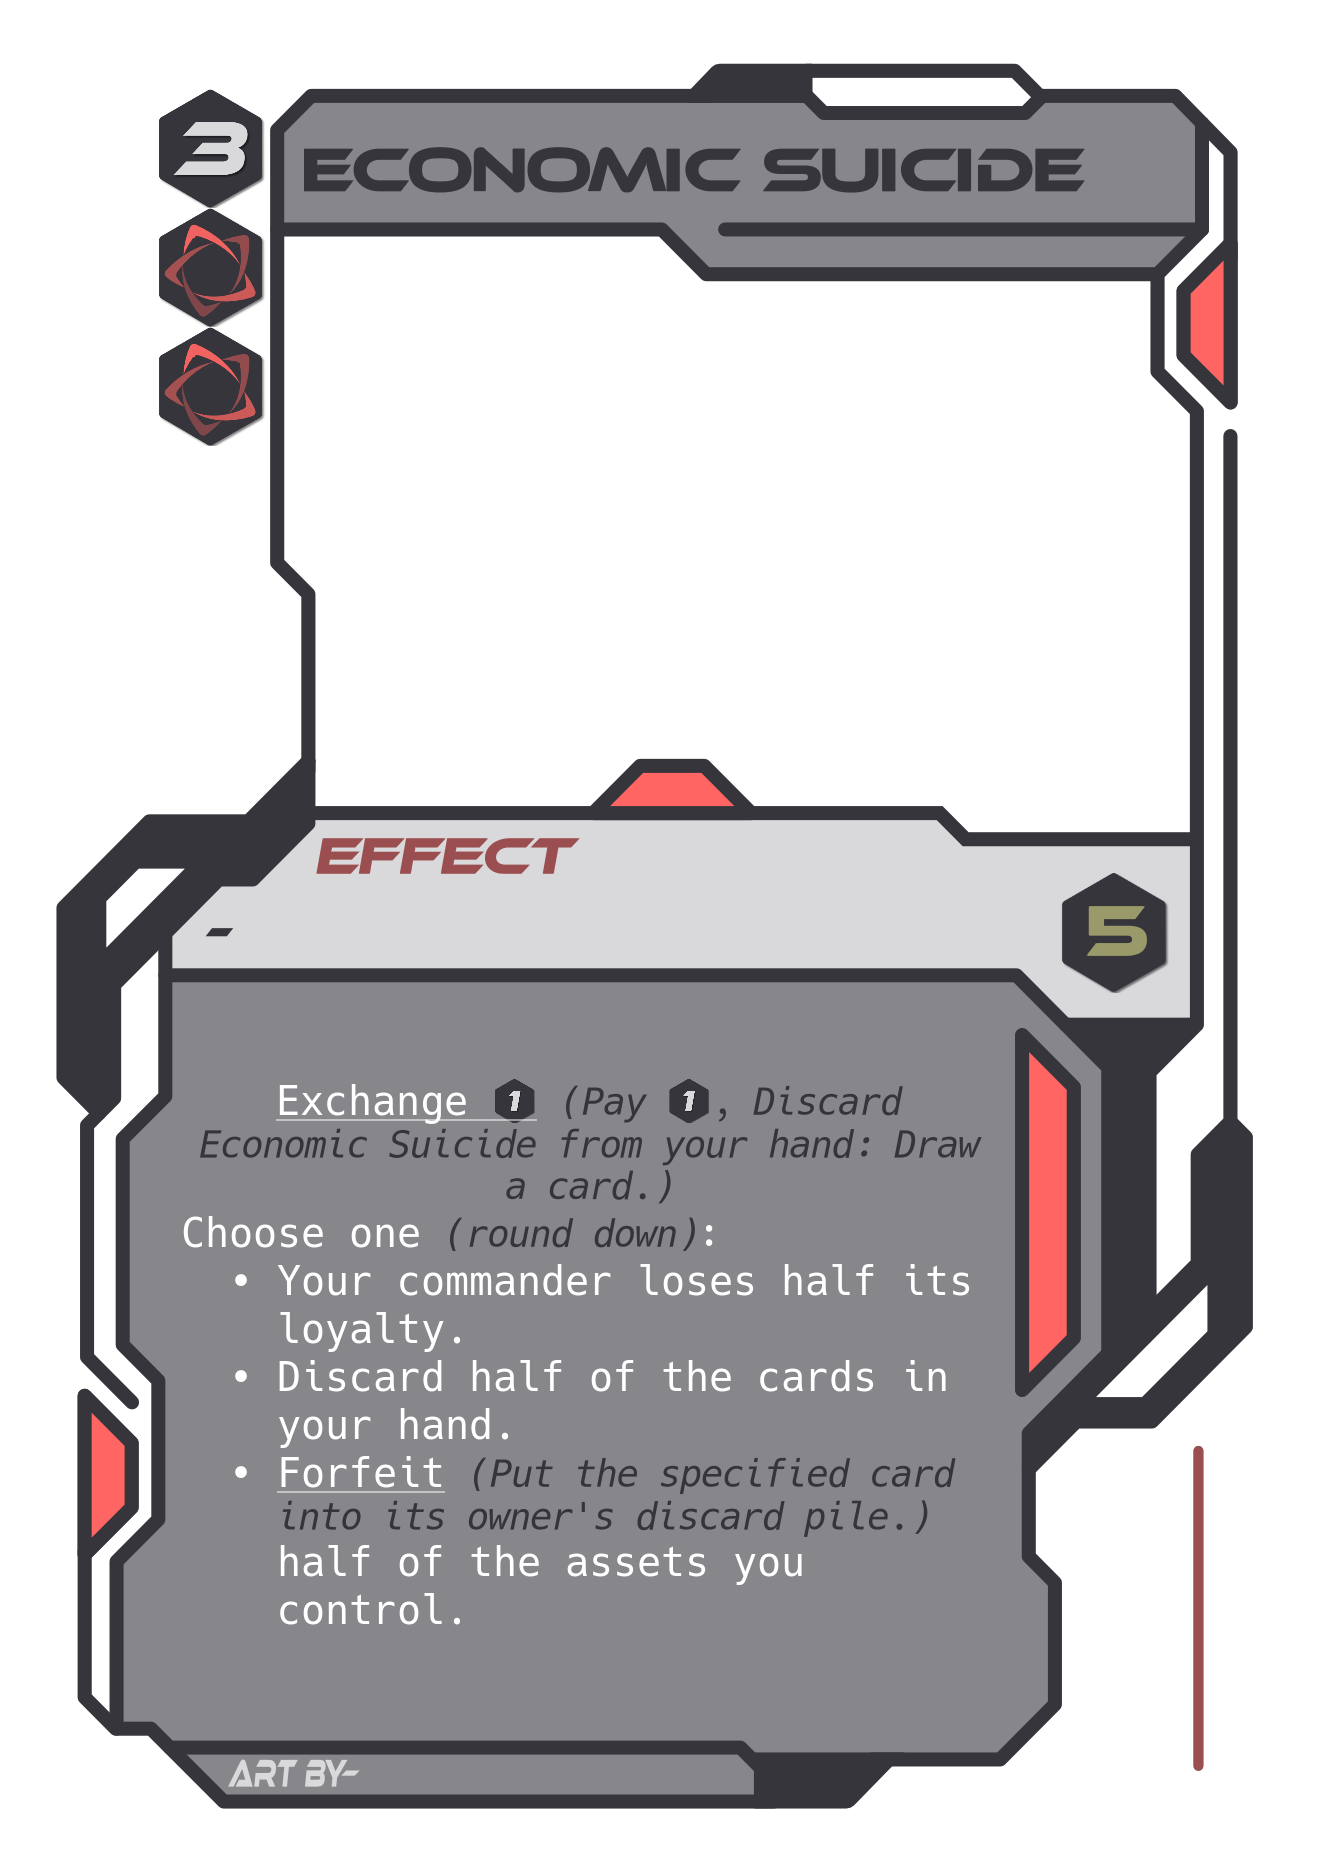 3
ECONOMIC SUICIDE
EFFECT
-
5
Exchange 1 (Pay 1, Discard
Economic Suicide from your hand: Draw
a card.)
Choose one (round down):
• Your commander loses half its
loyalty.
• Discard half of the cards in
your hand.
• Forfeit (Put the specified card
into its owner's discard pile.)
half of the assets you
control.
ART BY-